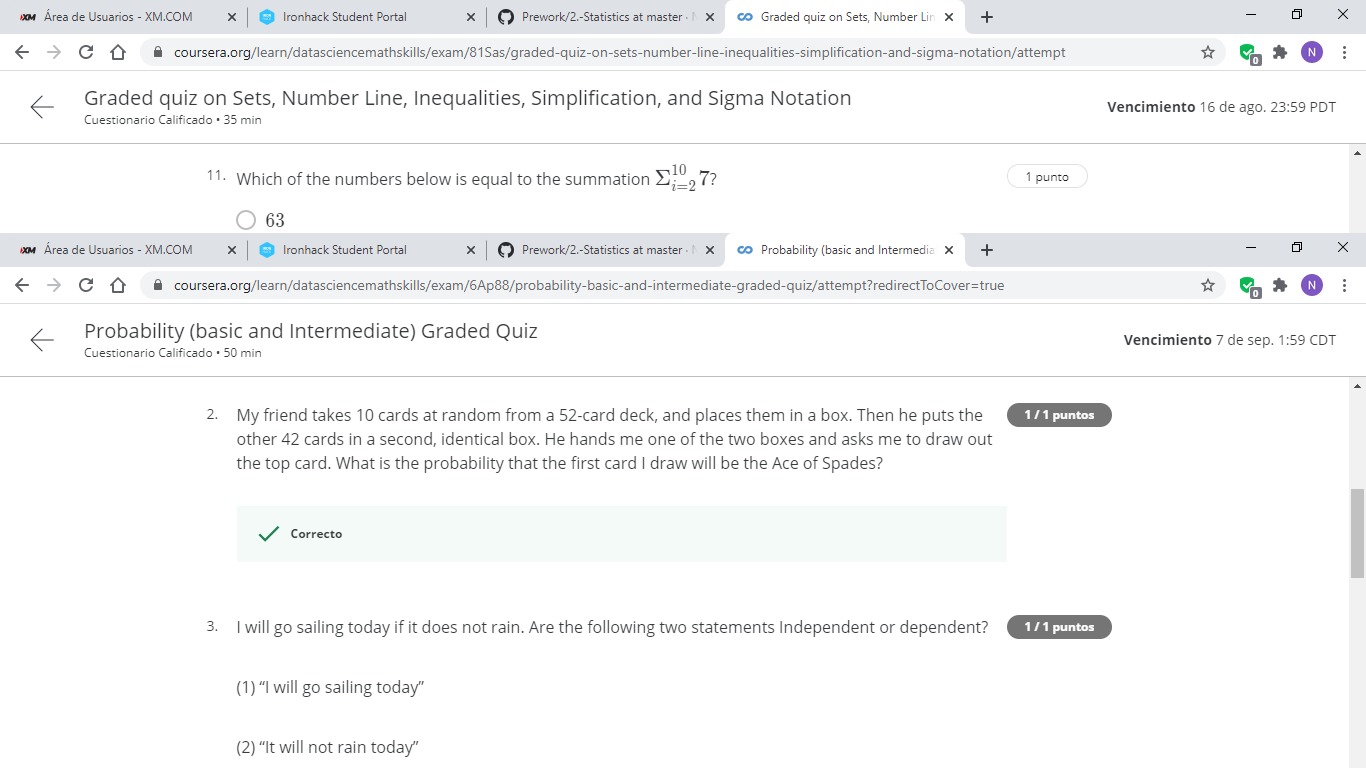 XM Área de Usuarios - XM.COM
Ironhack Student Portal
Prework/2.-Statistics at master ·
Graded quiz on Sets, Number Lin
coursera.org/learn/datasciencemathskills/exam/81Sas/graded-quiz-on-sets-number-line-inequalities-simplification-and-sigma-notation/attempt
0
N
Graded quiz on Sets, Number Line, Inequalities, Simplification, and Sigma Notation
Cuestionario Calificado • 35 min
Vencimiento 16 de ago. 23:59 PDT
11. Which of the numbers below is equal to the summation Σ_{i=2}^{10} 7?
1 punto
63
XM Área de Usuarios - XM.COM
Ironhack Student Portal
Prework/2.-Statistics at master ·
Probability (basic and Intermedia
coursera.org/learn/datasciencemathskills/exam/6Ap88/probability-basic-and-intermediate-graded-quiz/attempt?redirectToCover=true
0
N
Probability (basic and Intermediate) Graded Quiz
Cuestionario Calificado • 50 min
Vencimiento 7 de sep. 1:59 CDT
2. My friend takes 10 cards at random from a 52-card deck, and places them in a box. Then he puts the
other 42 cards in a second, identical box. He hands me one of the two boxes and asks me to draw out
the top card. What is the probability that the first card I draw will be the Ace of Spades?
1 / 1 puntos
Correcto
3. I will go sailing today if it does not rain. Are the following two statements Independent or dependent?
1 / 1 puntos
(1) “I will go sailing today”
(2) “It will not rain today”